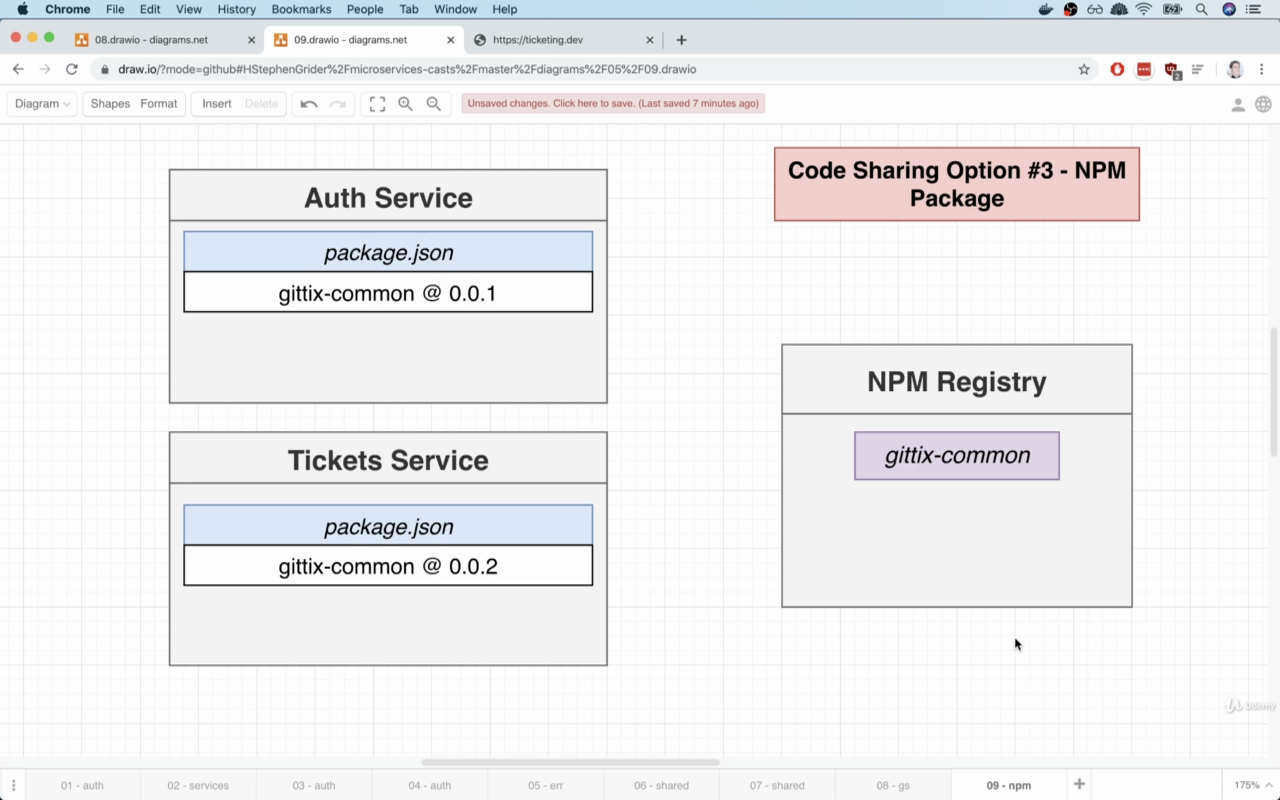 Chrome File Edit View History Bookmarks People Tab Window Help
08.drawio - diagrams.net
09.drawio - diagrams.net
https://ticketing.dev
draw.io/?mode=github#HStephenGrider%2Fmicroservices-casts%2Fmaster%2Fdiagrams%2F05%2F09.drawio
2
Diagram Shapes Format Insert Delete
Unsaved changes. Click here to save. (Last saved 7 minutes ago)
Code Sharing Option #3 - NPM
Package
Auth Service
package.json
gittix-common @ 0.0.1
Tickets Service
package.json
gittix-common @ 0.0.2
NPM Registry
gittix-common
Udemy
01 - auth 02 - services 03 - auth 04 - auth 05 - err 06 - shared 07 - shared 08 - gs 09 - npm
175%